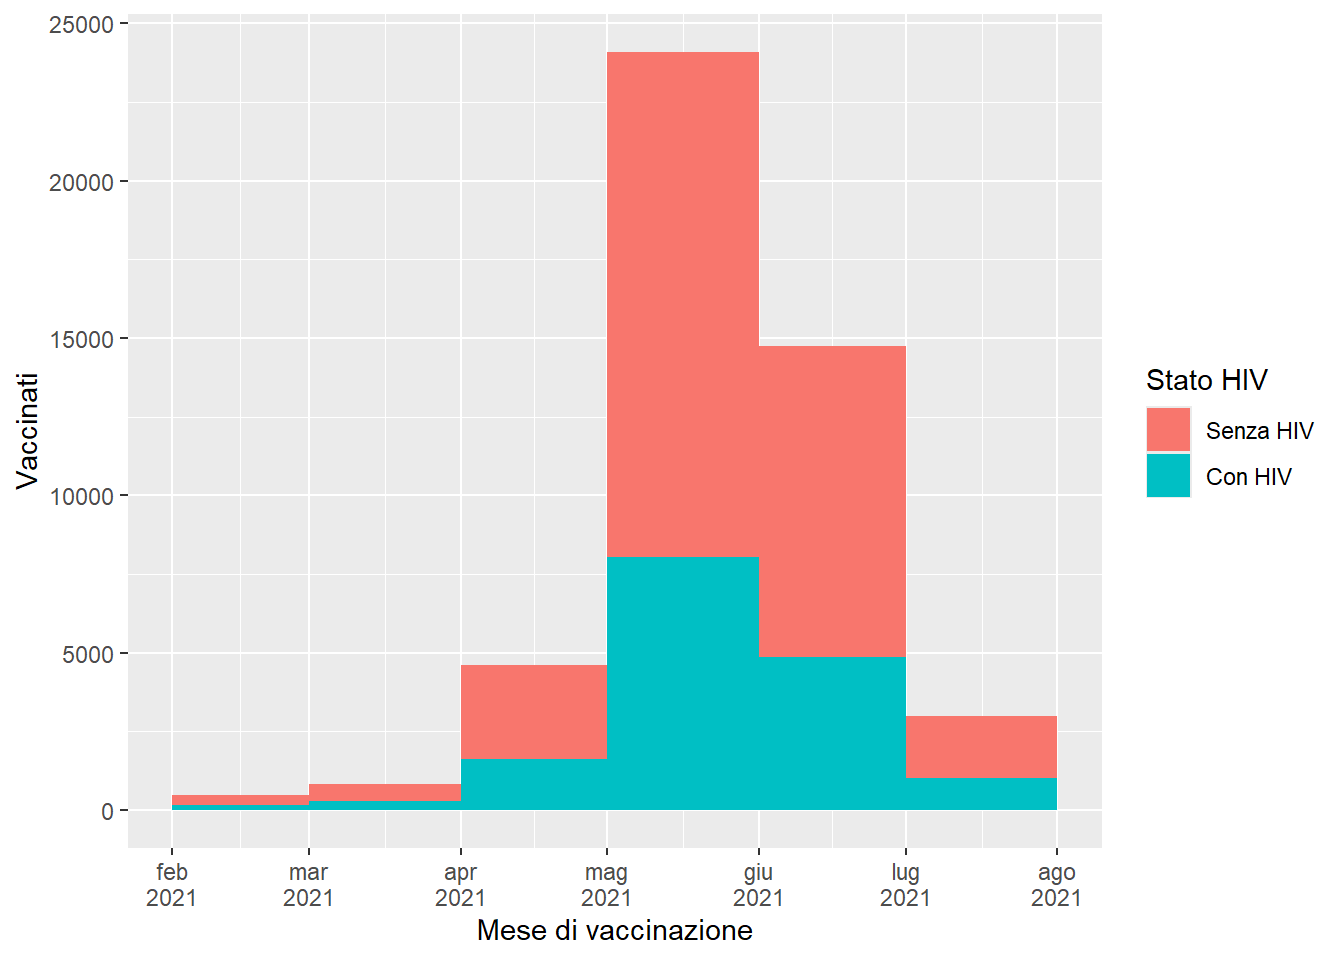 25000
20000
15000
10000
5000
0
Vaccinati
feb
2021
mar
2021
apr
2021
mag
2021
giu
2021
lug
2021
ago
2021
Mese di vaccinazione
Stato HIV
Senza HIV
Con HIV